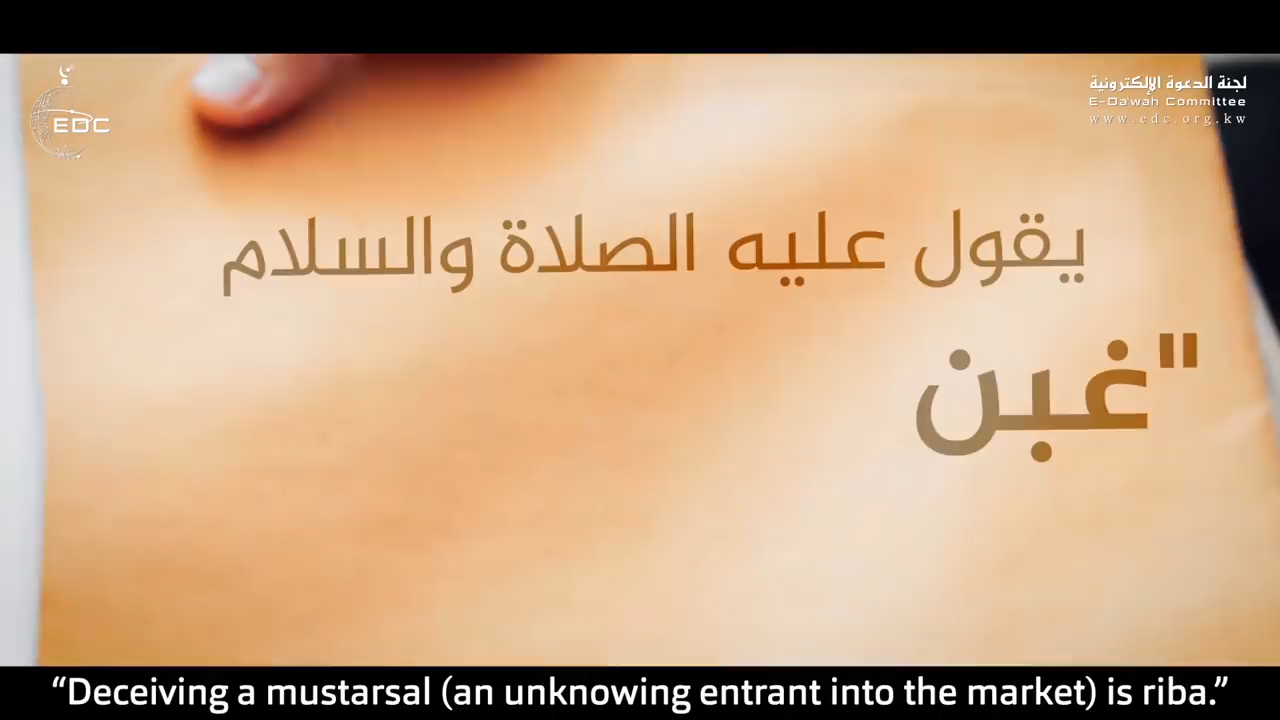 EDC
لجنة الدعوة الإلكترونية
E-Da'wah Committee
www.edc.org.kw
يقول عليه الصلاة والسلام
"غبن
“Deceiving a mustarsal (an unknowing entrant into the market) is riba.”